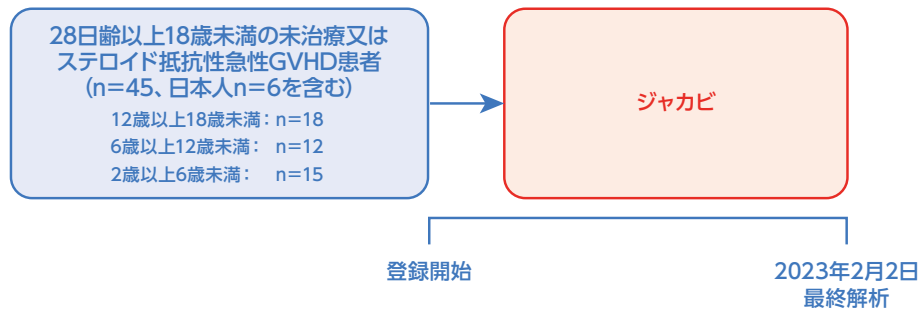 28日齢以上18歳未満の未治療又は
ステロイド抵抗性急性GVHD患者
（n＝45、日本人n＝6を含む）
12歳以上18歳未満：n＝18
6歳以上12歳未満： n＝12
2歳以上6歳未満： n＝15
ジャカビ
登録開始
2023年2月2日
最終解析